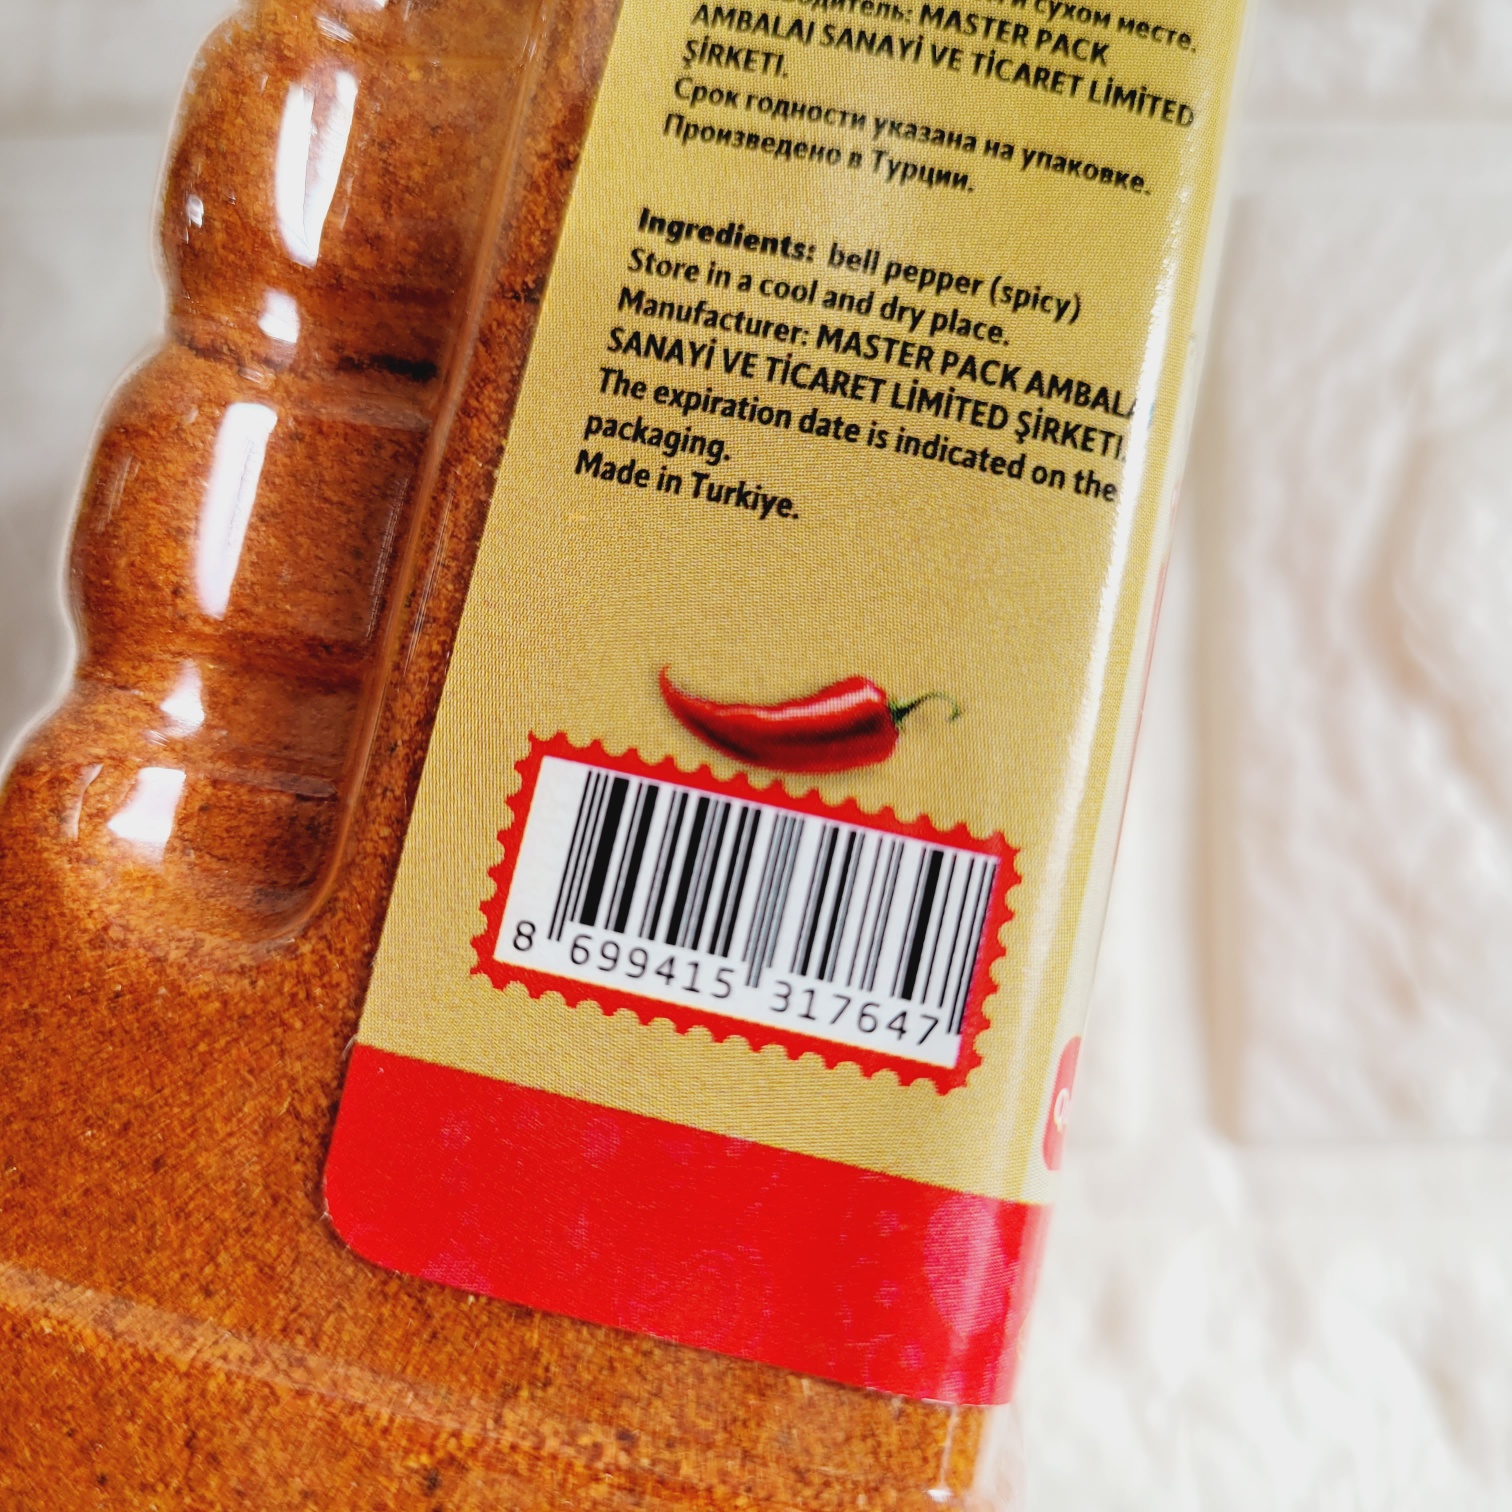 и сухом месте.
MASTER PACK
AMBALAJ SANAYİ VE TİCARET LİMİTED
ŞİRKETI.
Срок годности указана на упаковке.
Произведено в Турции.
Ingredients: bell pepper (spicy)
Store in a cool and dry place.
Manufacturer: MASTER PACK AMBALA
SANAYİ VE TİCARET LİMİTED ŞİRKETI.
The expiration date is indicated on the
packaging.
Made in Turkiye.
8 699415 317647